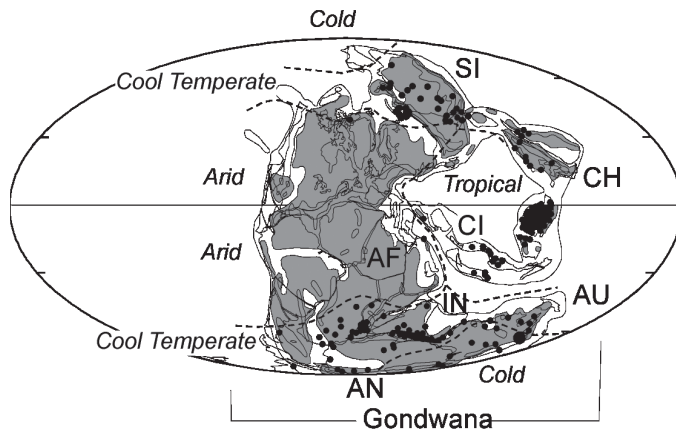 Cold
SI
Cool Temperate
Arid
Tropical
CH
CI
Arid
AF
IN
AU
Cool Temperate
Cold
AN
Gondwana